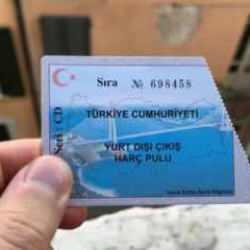 Sıra № 698458
TÜRKİYE CUMHURİYETİ
YURT DIŞI ÇIKIŞ
HARÇ PULU
Seri : CD